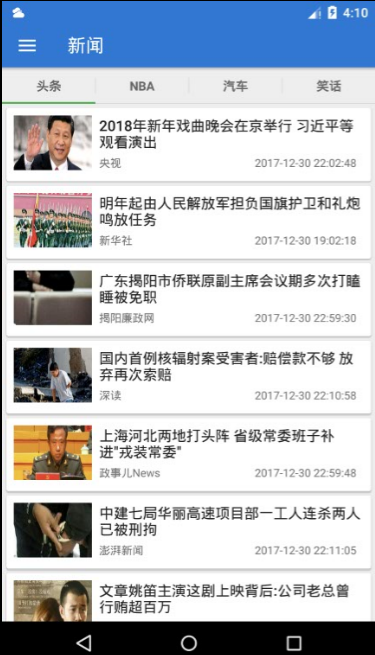 4:10
新闻
头条
NBA
汽车
笑话
2018年新年戏曲晚会在京举行 习近平等
观看演出
央视
2017-12-30 22:02:48
明年起由人民解放军担负国旗护卫和礼炮
鸣放任务
新华社
2017-12-30 19:02:18
广东揭阳市侨联原副主席会议期多次打瞌
睡被免职
揭阳廉政网
2017-12-30 22:59:30
国内首例核辐射案受害者:赔偿款不够 放
弃再次索赔
深读
2017-12-30 22:10:58
上海河北两地打头阵 省级常委班子补
进"戎装常委"
政事儿News
2017-12-30 22:59:48
中建七局华丽高速项目部一工人连杀两人
已被刑拘
澎湃新闻
2017-12-30 22:11:05
文章姚笛主演这剧上映背后:公司老总曾
行贿超百万